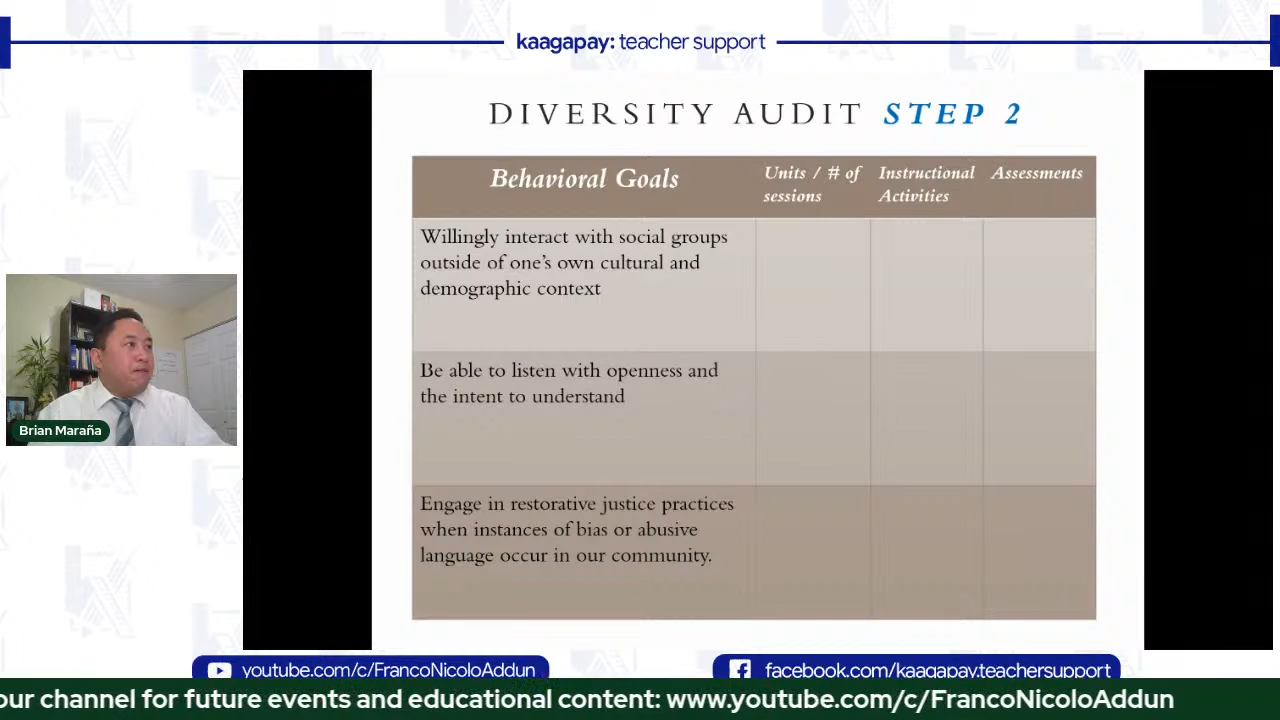 kaagapay: teacher support
DIVERSITY AUDIT STEP 2
Behavioral Goals
Units / # of
sessions
Instructional
Activities
Assessments
Willingly interact with social groups
outside of one's own cultural and
demographic context
Be able to listen with openness and
the intent to understand
Engage in restorative justice practices
when instances of bias or abusive
language occur in our community.
Brian Maraña
youtube.com/c/FrancoNicoloAddun
facebook.com/kaagapay.teachersupport
our channel for future events and educational content: www.youtube.com/c/FrancoNicoloAddun